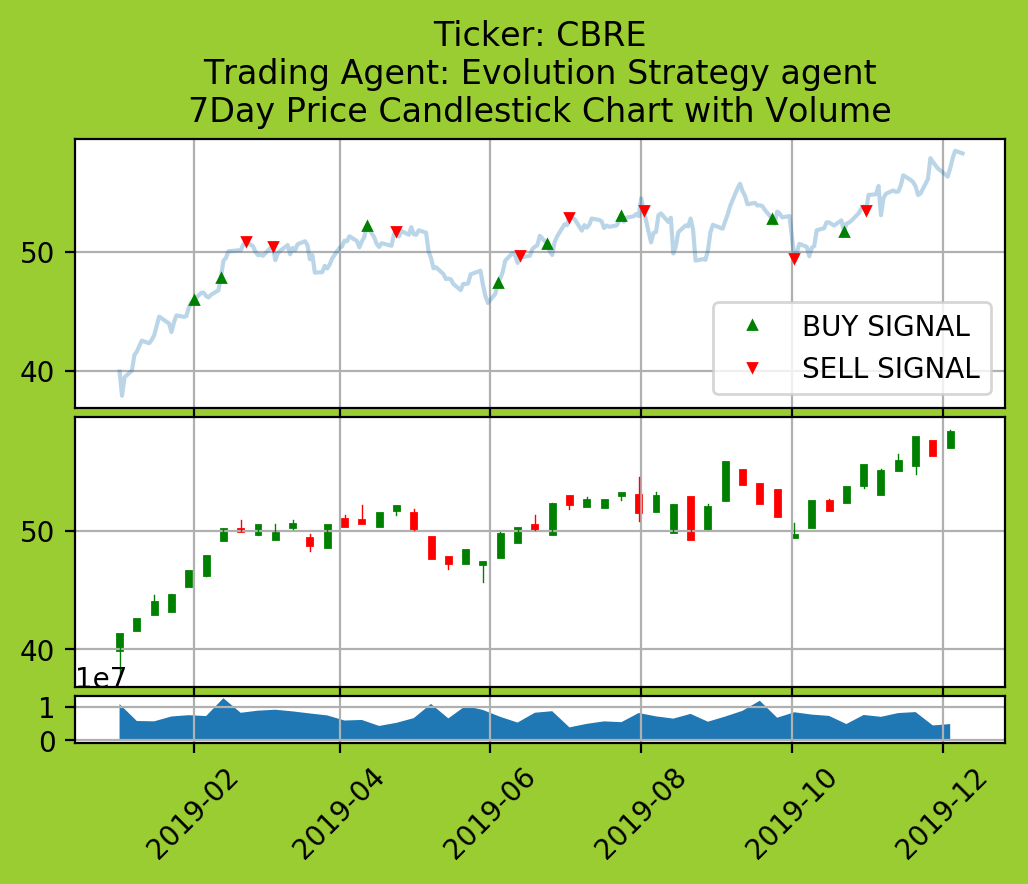 Ticker: CBRE
Trading Agent: Evolution Strategy agent
7Day Price Candlestick Chart with Volume
50
40
BUY SIGNAL
SELL SIGNAL
50
40
1e7
1
0
2019-02
2019-04
2019-06
2019-08
2019-10
2019-12